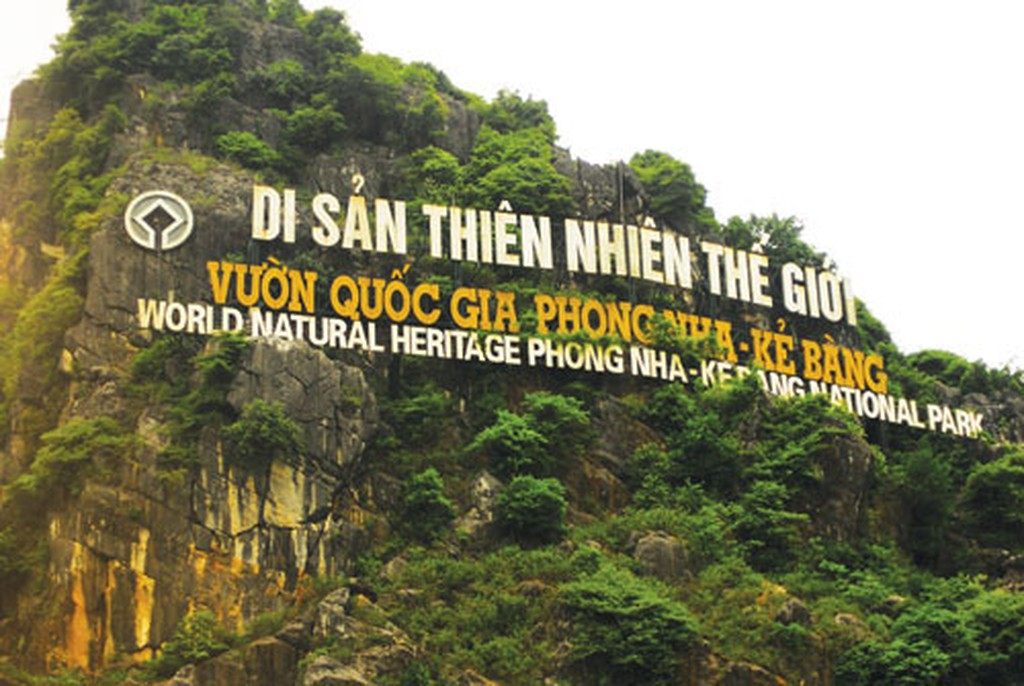 DI SẢN THIÊN NHIÊN THẾ GIỚI
VƯỜN QUỐC GIA PHONG NHA-KẺ BÀNG
WORLD NATURAL HERITAGE PHONG NHA-KE BANG NATIONAL PARK